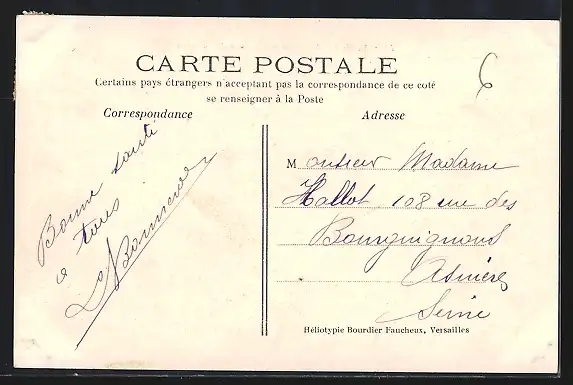 CARTE POSTALE
Certains pays étrangers n'acceptant pas la correspondance de ce coté
se renseigner à la Poste
Correspondance
Adresse
6
Bonne santé
à tous
Monsieur Madame
Hallot 108 rue des
Bourguignons
Asnières
Seine
Héliotypie Bourdier Faucheux, Versailles